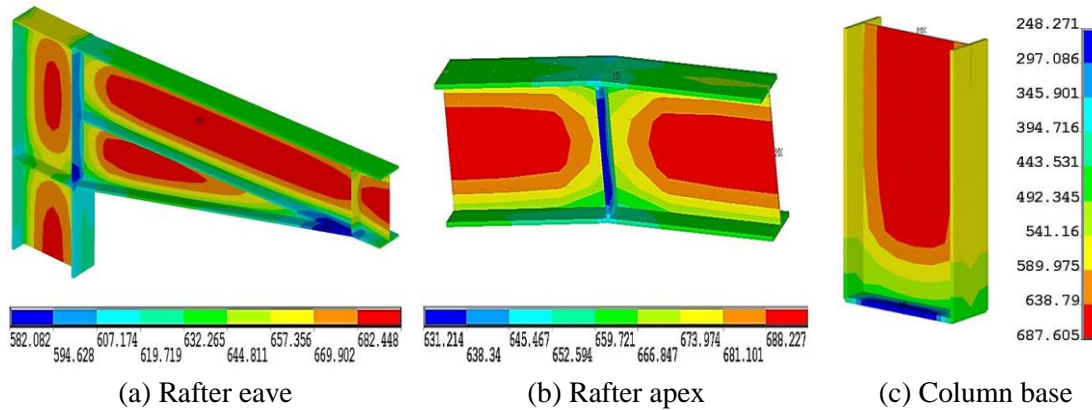 248.271
297.086
345.901
394.716
443.531
492.345
541.16
589.975
638.79
687.605
582.082 607.174 632.265 657.356 682.448
594.628 619.719 644.811 669.902
631.214 645.467 659.721 673.974 688.227
638.34 652.594 666.847 681.101
(a) Rafter eave (b) Rafter apex (c) Column base